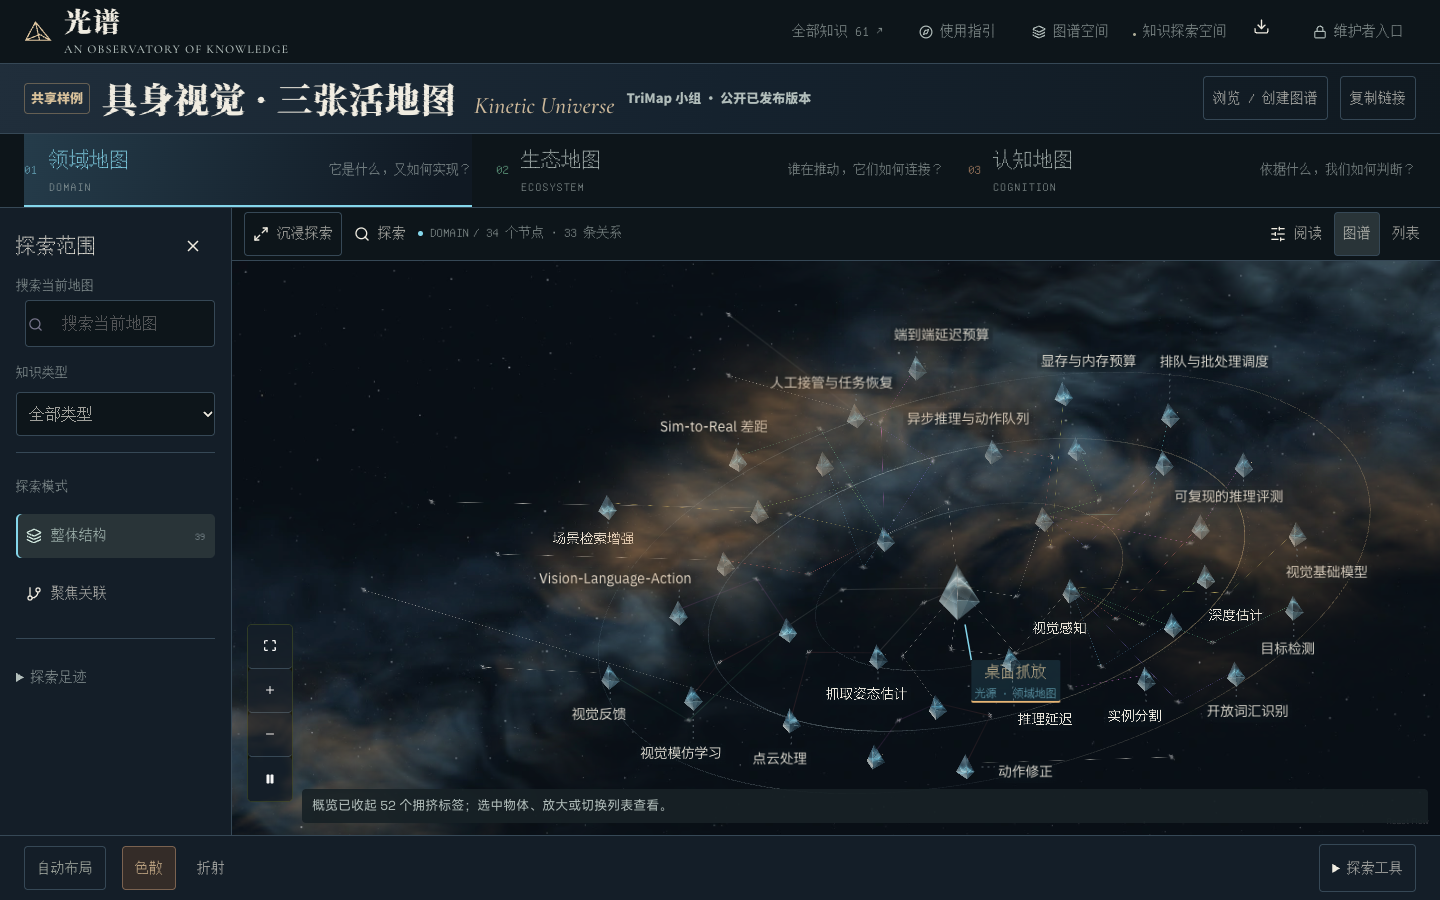 光谱
AN OBSERVATORY OF KNOWLEDGE
全部知识 61 ↗
使用指引
图谱空间
知识探索空间
维护者入口
共享样例
具身视觉 · 三张活地图
Kinetic Universe
TriMap 小组 · 公开已发布版本
浏览 / 创建图谱
复制链接
01 领域地图
DOMAIN
它是什么，又如何实现？
02 生态地图
ECOSYSTEM
谁在推动，它们如何连接？
03 认知地图
COGNITION
依据什么，我们如何判断？
探索范围
搜索当前地图
搜索当前地图
知识类型
全部类型
探索模式
整体结构 39
聚焦关联
探索足迹
沉浸探索
探索
DOMAIN / 34 个节点 · 33 条关系
阅读
图谱
列表
端到端延迟预算
显存与内存预算
排队与批处理调度
人工接管与任务恢复
异步推理与动作队列
Sim-to-Real 差距
可复现的推理评测
场景检索增强
Vision-Language-Action
视觉基础模型
深度估计
视觉感知
目标检测
桌面抓放
光源 · 领域地图
抓取姿态估计
视觉反馈
推理延迟
实例分割
开放词汇识别
视觉模仿学习
点云处理
动作修正
概览已收起 52 个拥挤标签；选中物体、放大或切换列表查看。
自动布局
色散
折射
探索工具